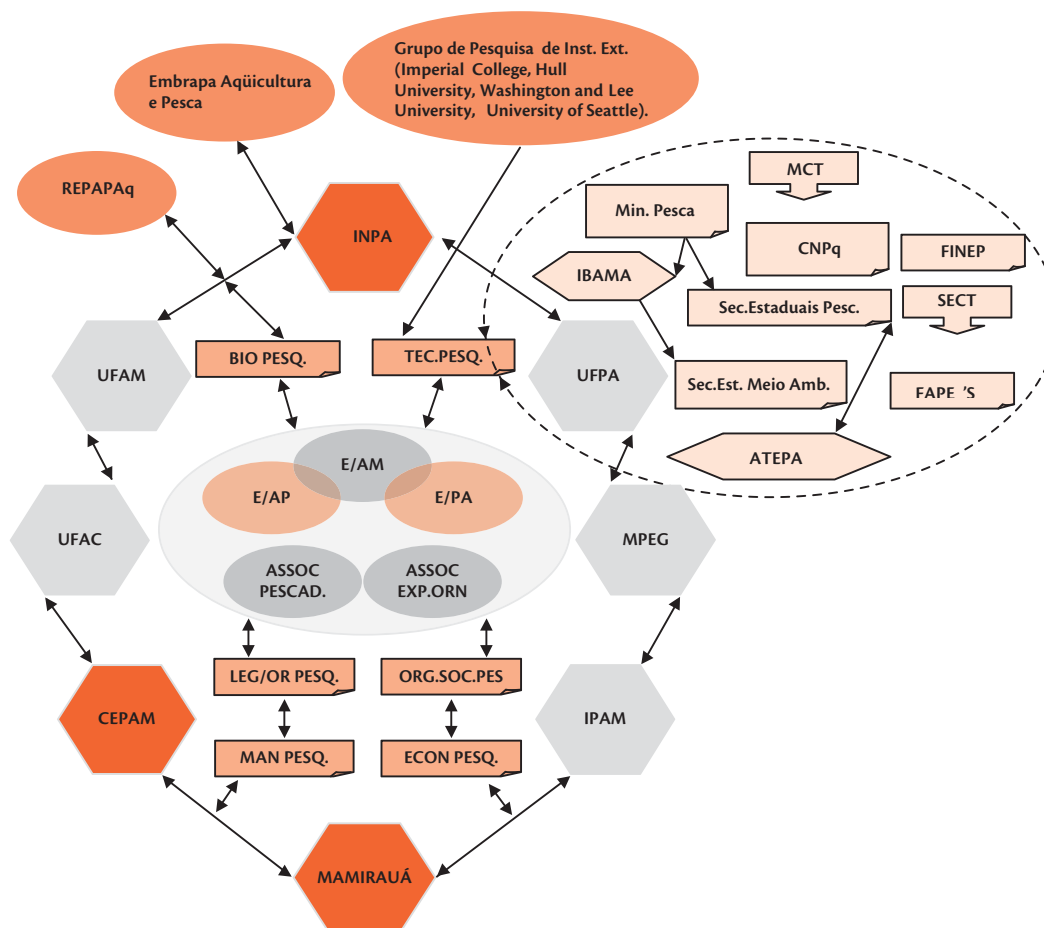 Grupo de Pesquisa de Inst. Ext.
(Imperial College, Hull
University, Washington and Lee
University, University of Seattle).
Embrapa Aqüicultura
e Pesca
REPAPAq
INPA
MCT
Min. Pesca
CNPq
FINEP
IBAMA
Sec.Estaduais Pesc.
SECT
BIO PESQ.
TEC.PESQ.
UFAM
UFPA
Sec.Est. Meio Amb.
FAPE 'S
ATEPA
E/AM
E/AP
E/PA
UFAC
MPEG
ASSOC
PESCAD.
ASSOC
EXP.ORN
LEG/OR PESQ.
ORG.SOC.PES
CEPAM
IPAM
MAN PESQ.
ECON PESQ.
MAMIRAUÁ